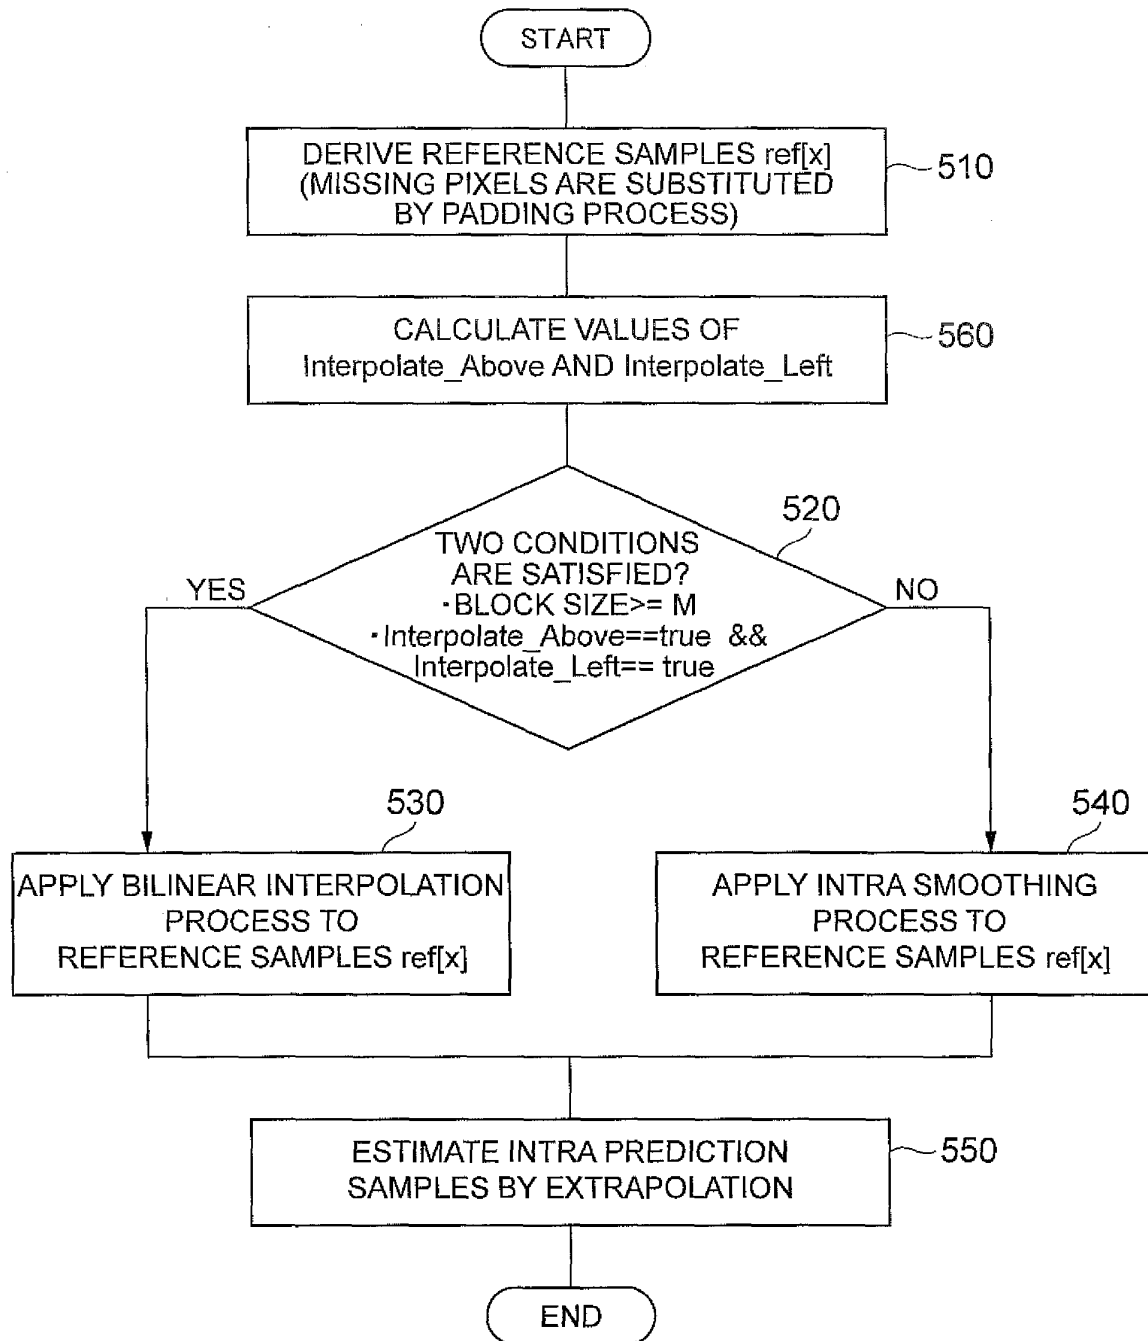 START
DERIVE REFERENCE SAMPLES ref[x]
(MISSING PIXELS ARE SUBSTITUTED
BY PADDING PROCESS)
510
CALCULATE VALUES OF
Interpolate_Above AND Interpolate_Left
560
520
TWO CONDITIONS
ARE SATISFIED?
·BLOCK SIZE>= M
·Interpolate_Above==true &&
Interpolate_Left== true
YES
NO
530
540
APPLY BILINEAR INTERPOLATION
PROCESS TO
REFERENCE SAMPLES ref[x]
APPLY INTRA SMOOTHING
PROCESS TO
REFERENCE SAMPLES ref[x]
ESTIMATE INTRA PREDICTION
SAMPLES BY EXTRAPOLATION
550
END